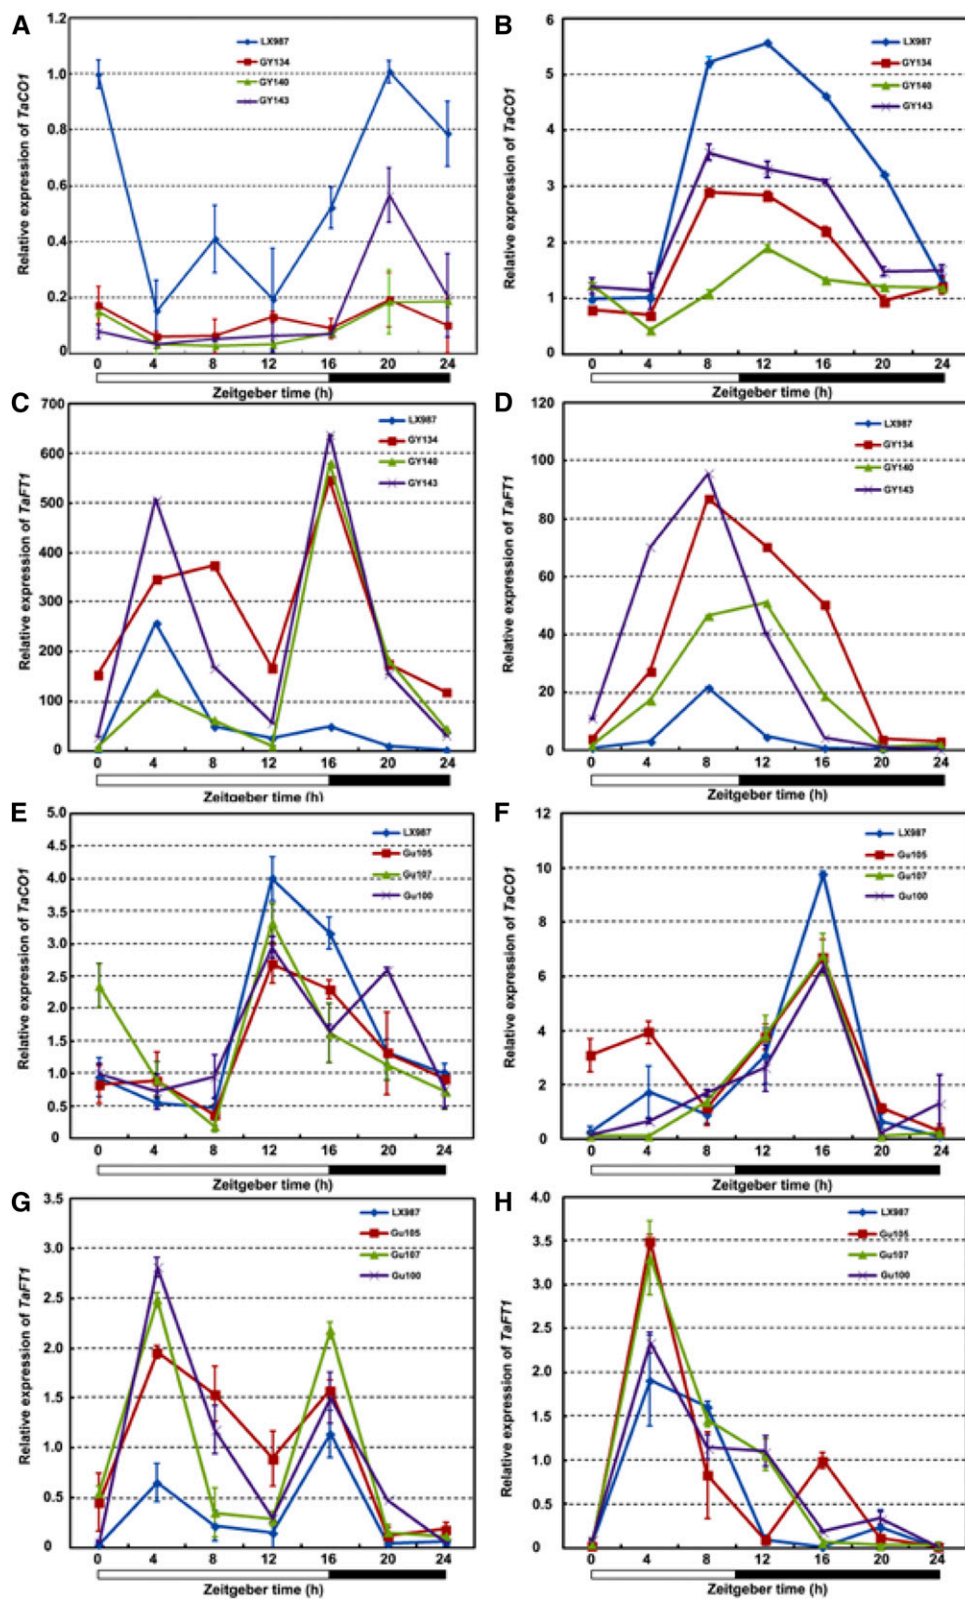 A
Relative expression of TaCO1
1.2
1.0
0.8
0.6
0.4
0.2
0
LX987
GY134
GY140
GY143
0 4 8 12 16 20 24
Zeitgeber time (h)
B
Relative expression of TaCO1
6
5
4
3
2
1
0
LX987
GY134
GY140
GY143
0 4 8 12 16 20 24
Zeitgeber time (h)
C
Relative expression of TaFT1
700
600
500
400
300
200
100
0
LX987
GY134
GY140
GY143
0 4 8 12 16 20 24
Zeitgeber time (h)
D
Relative expression of TaFT1
120
100
80
60
40
20
0
LX987
GY134
GY140
GY143
0 4 8 12 16 20 24
Zeitgeber time (h)
E
Relative expression of TaCO1
5.0
4.5
4.0
3.5
3.0
2.5
2.0
1.5
1.0
0.5
0
LX987
Gu105
Gu107
Gu100
0 4 8 12 16 20 24
Zeitgeber time (h)
F
Relative expression of TaCO1
12
10
8
6
4
2
0
LX987
Gu105
Gu107
Gu100
0 4 8 12 16 20 24
Zeitgeber time (h)
G
Relative expression of TaFT1
3.5
3.0
2.5
2.0
1.5
1.0
0.5
0
LX987
Gu105
Gu107
Gu100
0 4 8 12 16 20 24
Zeitgeber time (h)
H
Relative expression of TaFT1
4.0
3.5
3.0
2.5
2.0
1.5
1.0
0.5
0
LX987
Gu105
Gu107
Gu100
0 4 8 12 16 20 24
Zeitgeber time (h)